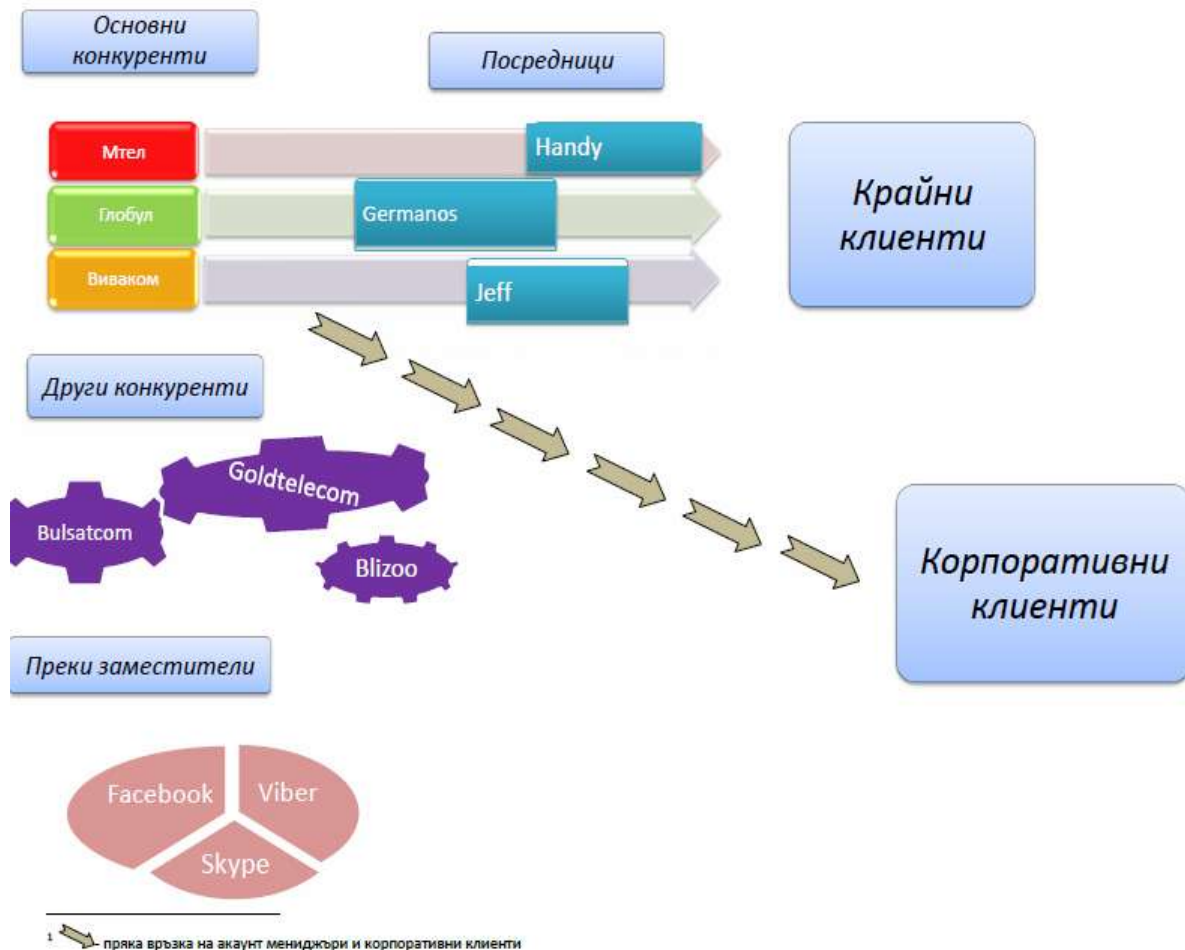 Основни
конкуренти
Посредници
Мтел
Handy
Глобул
Germanos
Виваком
Jeff
Крайни
клиенти
Други конкуренти
Goldtelecom
Bulsatcom
Blizoo
Корпоративни
клиенти
Преки заместители
Facebook
Viber
Skype
1 - пряка връзка на акаунт мениджъри и корпоративни клиенти